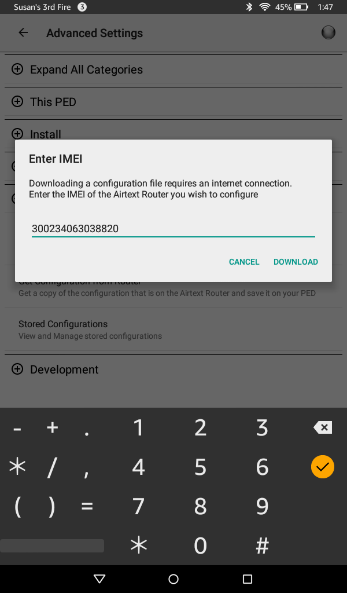 Susan's 3rd Fire 3 45% 1:47
Advanced Settings
Expand All Categories
This PED
Install
Enter IMEI
Downloading a configuration file requires an internet connection.
Enter the IMEI of the Airtext Router you wish to configure
300234063038820
CANCEL DOWNLOAD
Get Configuration from Router
Get a copy of the configuration that is on the Airtext Router and save it on your PED
Stored Configurations
View and Manage stored configurations
Development
- + . 1 2 3
* / , 4 5 6
( ) = 7 8 9
* 0 #